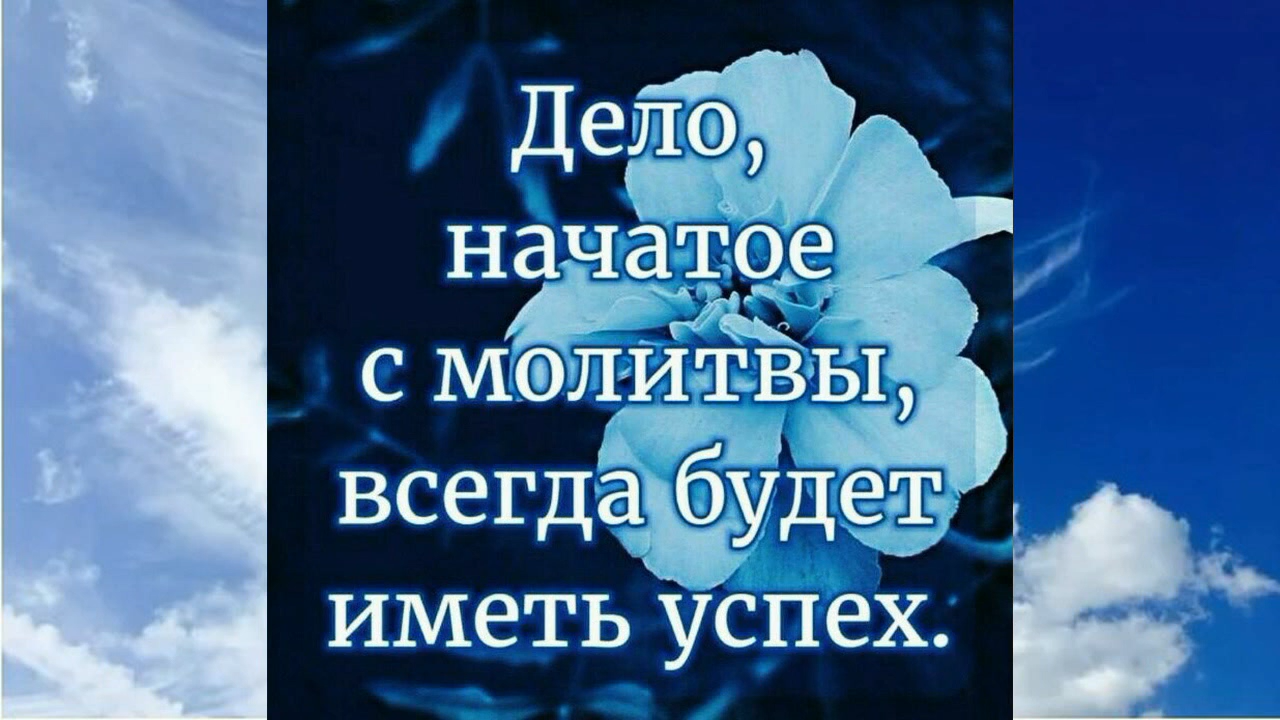 Дело,
начатое
с молитвы,
всегда будет
иметь успех.